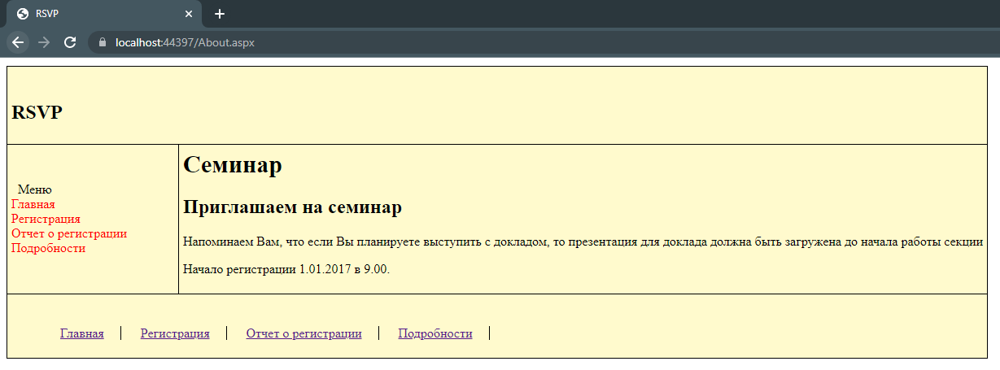 RSVP
localhost:44397/About.aspx
RSVP
Меню
Главная
Регистрация
Отчет о регистрации
Подробности
Семинар
Приглашаем на семинар
Напоминаем Вам, что если Вы планируете выступить с докладом, то презентация для доклада должна быть загружена до начала работы секции
Начало регистрации 1.01.2017 в 9.00.
Главная Регистрация Отчет о регистрации Подробности